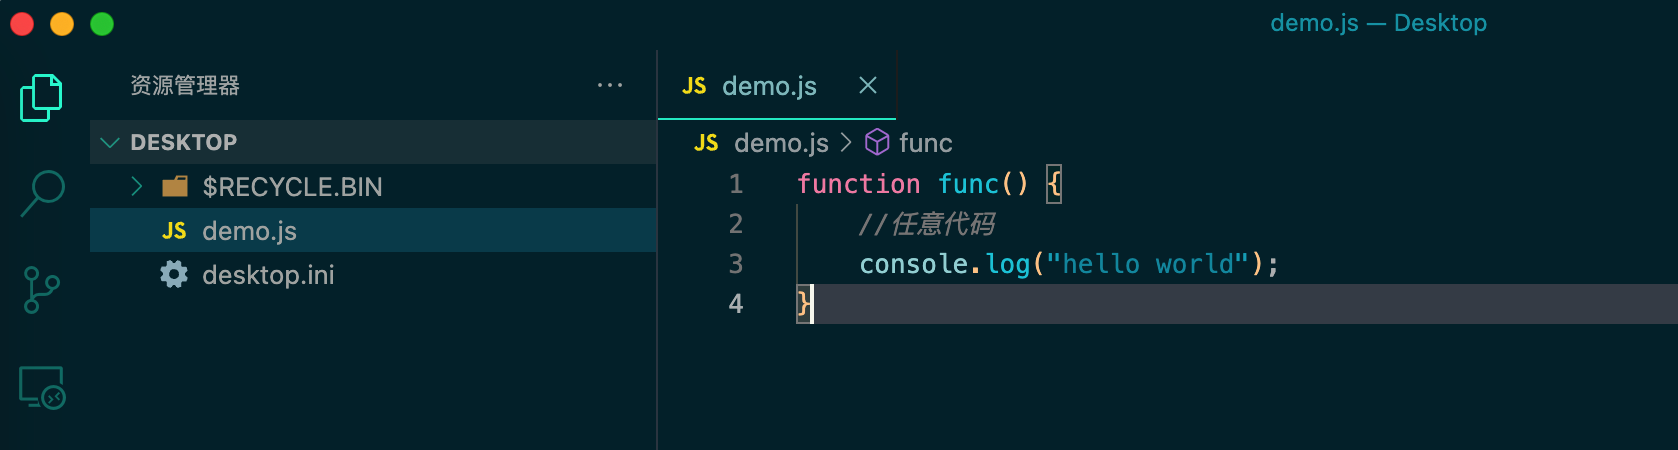 demo.js — Desktop
资源管理器 ···
DESKTOP
$RECYCLE.BIN
JS demo.js
desktop.ini
JS demo.js
JS demo.js > func
1 function func() {
2 //任意代码
3 console.log("hello world");
4 }